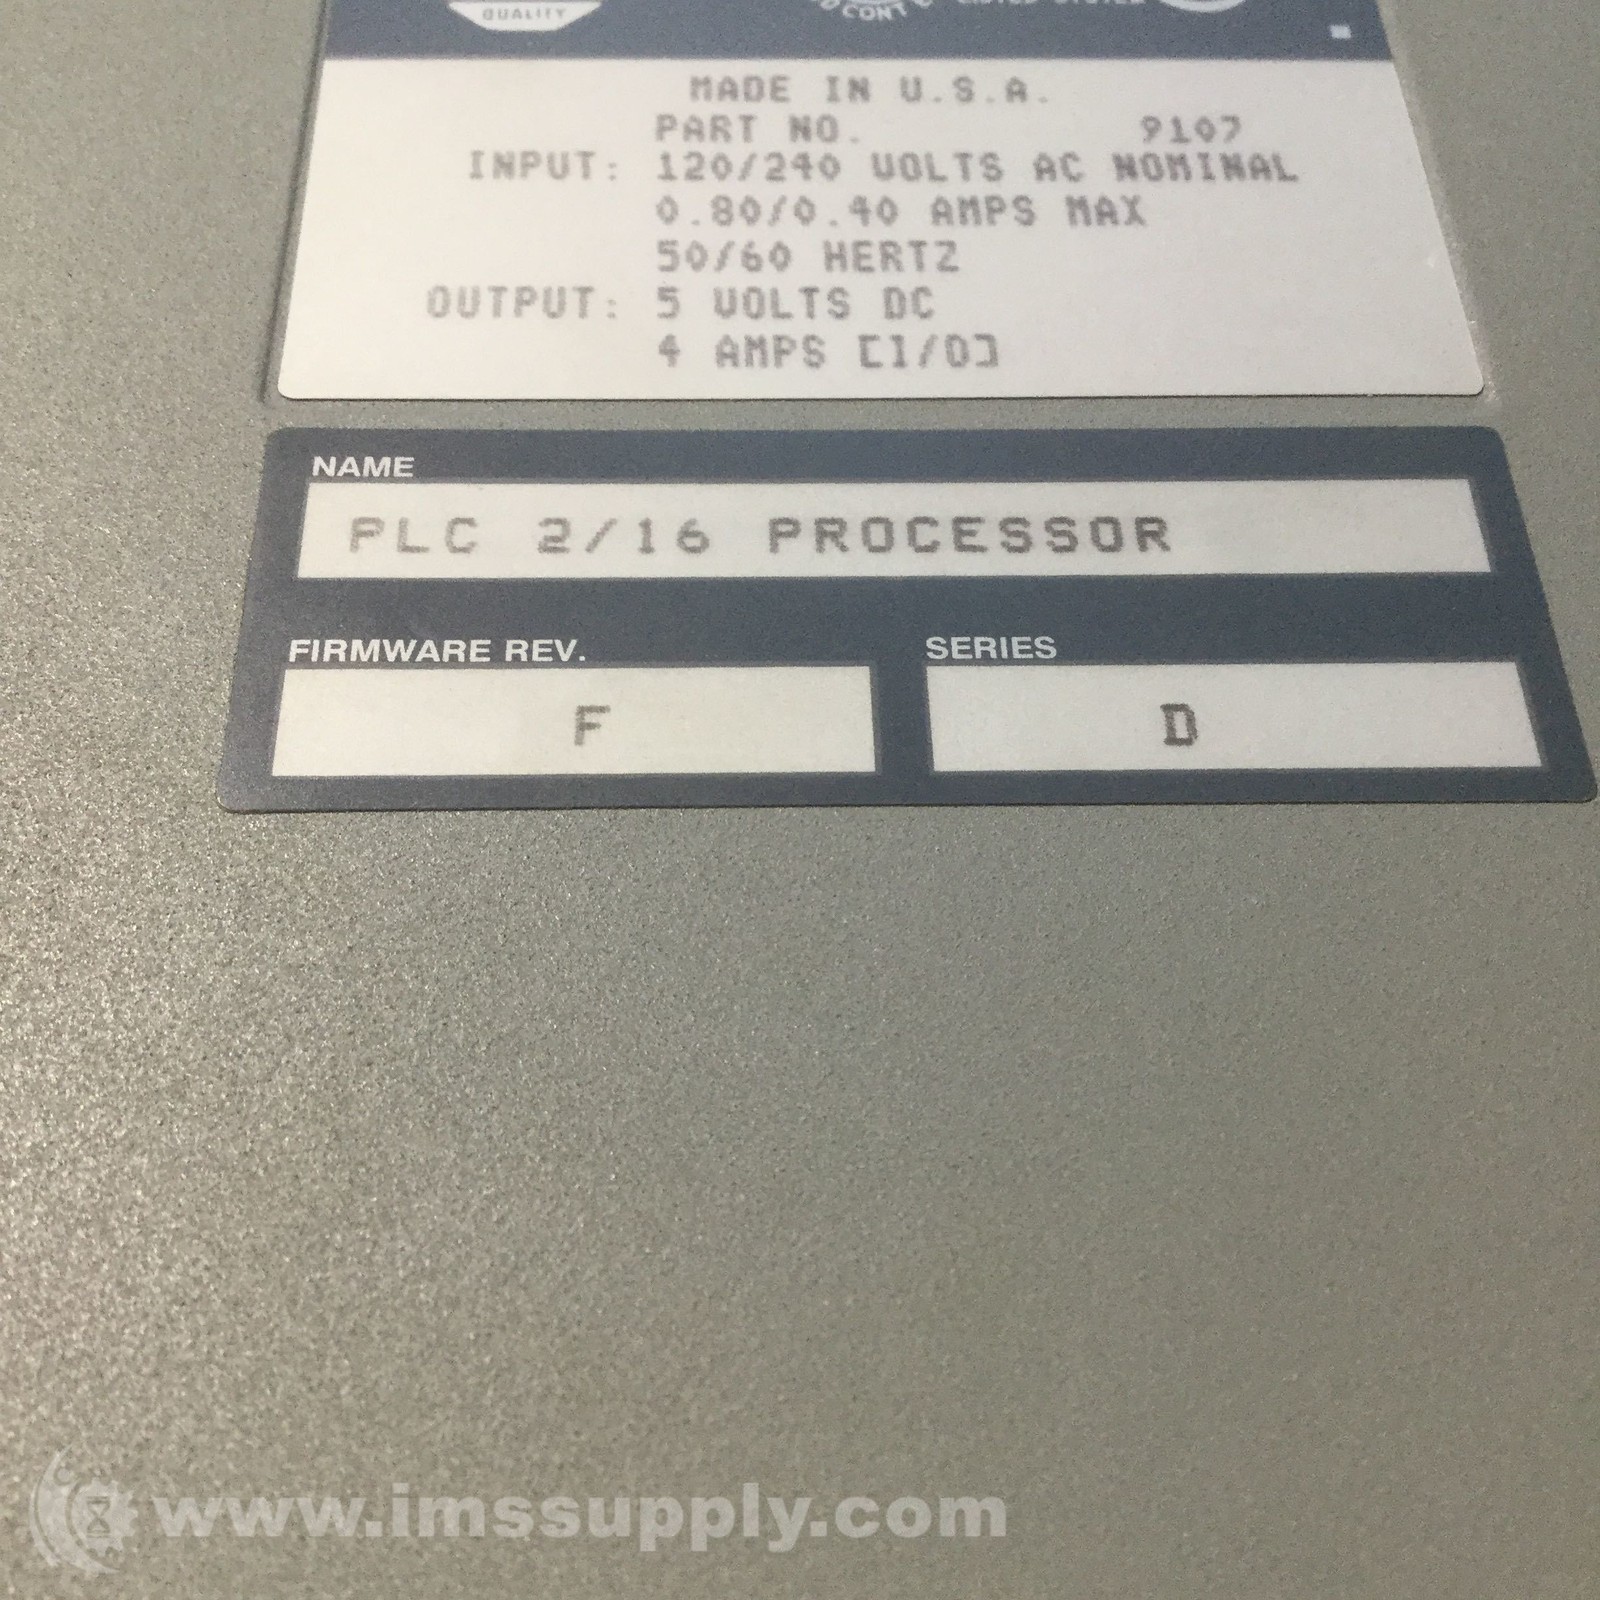 QUALITY
MADE IN U.S.A.
PART NO. 9107
INPUT: 120/240 VOLTS AC NOMINAL
0.80/0.40 AMPS MAX
50/60 HERTZ
OUTPUT: 5 VOLTS DC
4 AMPS [I/O]
NAME
PLC 2/16 PROCESSOR
FIRMWARE REV. SERIES
F D
www.imssupply.com